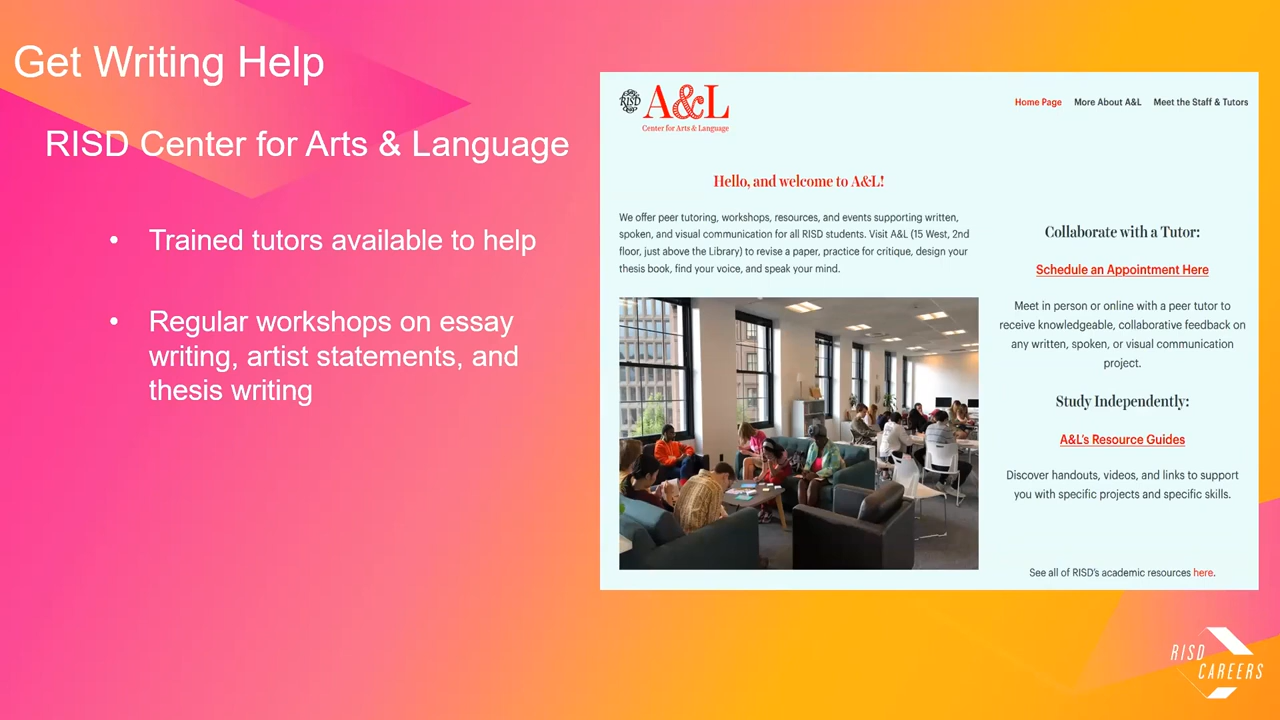 Get Writing Help
RISD Center for Arts & Language
• Trained tutors available to help
• Regular workshops on essay
writing, artist statements, and
thesis writing
RISD A&L
Center for Arts & Language
Home Page More About A&L Meet the Staff & Tutors
Hello, and welcome to A&L!
We offer peer tutoring, workshops, resources, and events supporting written,
spoken, and visual communication for all RISD students. Visit A&L (15 West, 2nd
floor, just above the Library) to revise a paper, practice for critique, design your
thesis book, find your voice, and speak your mind.
Collaborate with a Tutor:
Schedule an Appointment Here
Meet in person or online with a peer tutor to
receive knowledgeable, collaborative feedback on
any written, spoken, or visual communication
project.
Study Independently:
A&L's Resource Guides
Discover handouts, videos, and links to support
you with specific projects and specific skills.
See all of RISD's academic resources here.
RISD
CAREERS